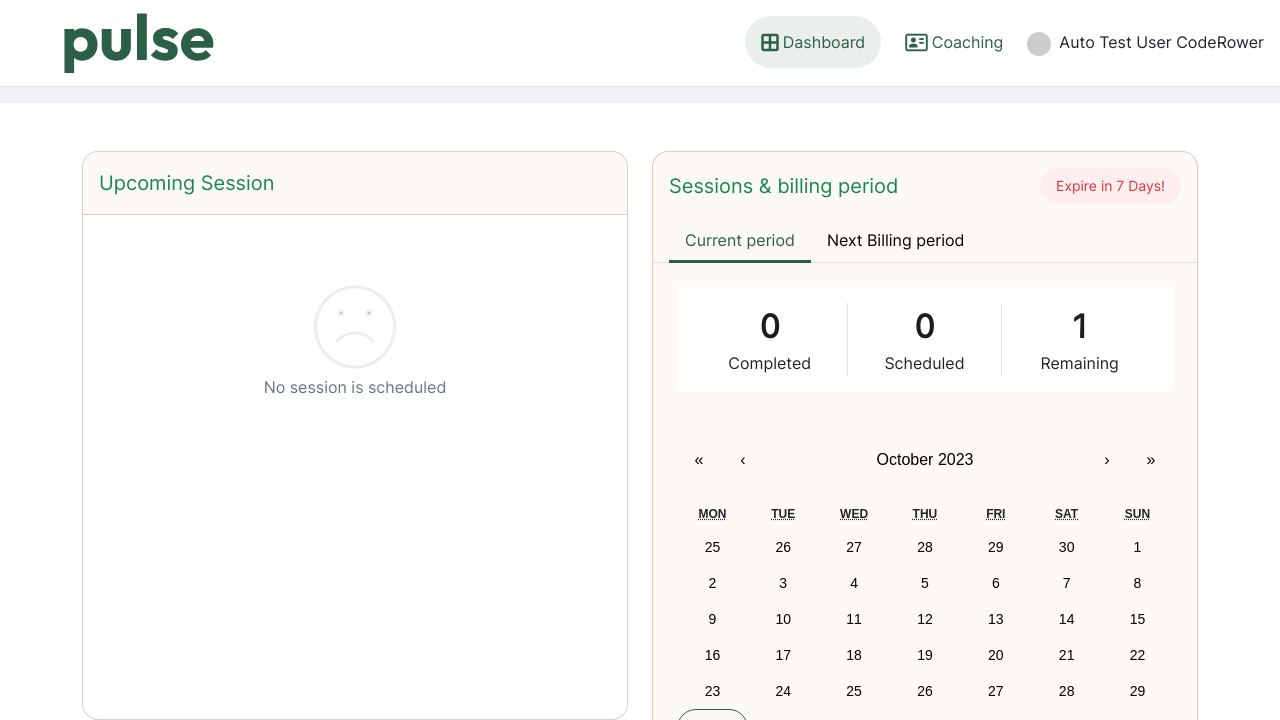 pulse
Dashboard
Coaching
Auto Test User CodeRower
Upcoming Session
No session is scheduled
Sessions & billing period
Expire in 7 Days!
Current period
Next Billing period
0 0 1
Completed Scheduled Remaining
« ‹ October 2023 › »
MON TUE WED THU FRI SAT SUN
25 26 27 28 29 30 1
2 3 4 5 6 7 8
9 10 11 12 13 14 15
16 17 18 19 20 21 22
23 24 25 26 27 28 29